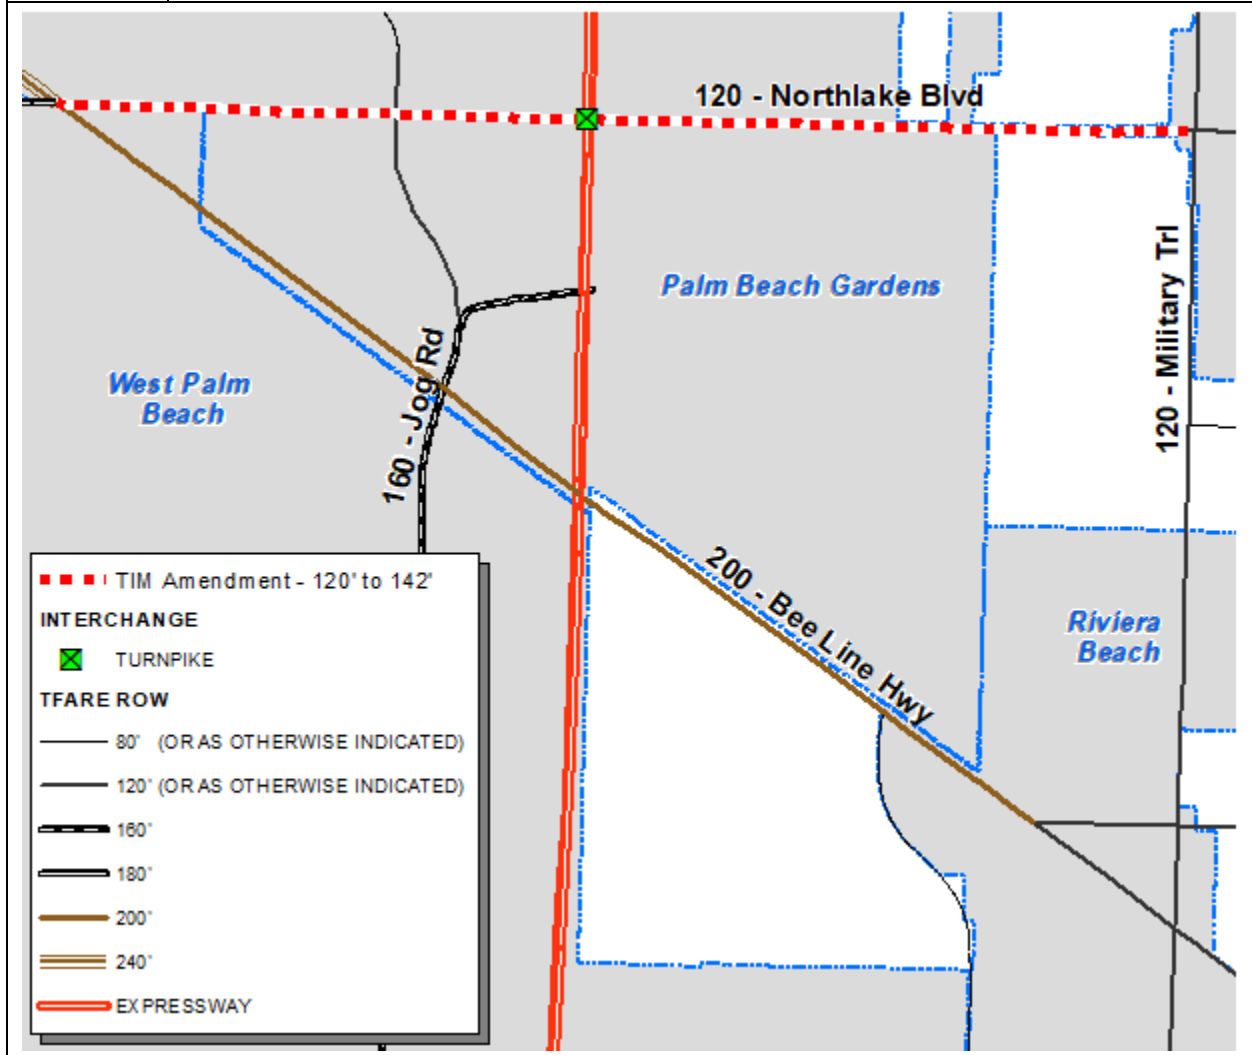 120 - Northlake Blvd
Palm Beach Gardens
120 - Military Trl
West Palm
Beach
160 - Jog Rd
200 - Bee Line Hwy
Riviera
Beach
TIM Amendment - 120' to 142'
INTERCHANGE
TURNPIKE
TFARE ROW
80' (OR AS OTHERWISE INDICATED)
120' (OR AS OTHERWISE INDICATED)
160'
180'
200'
240'
EXPRESSWAY